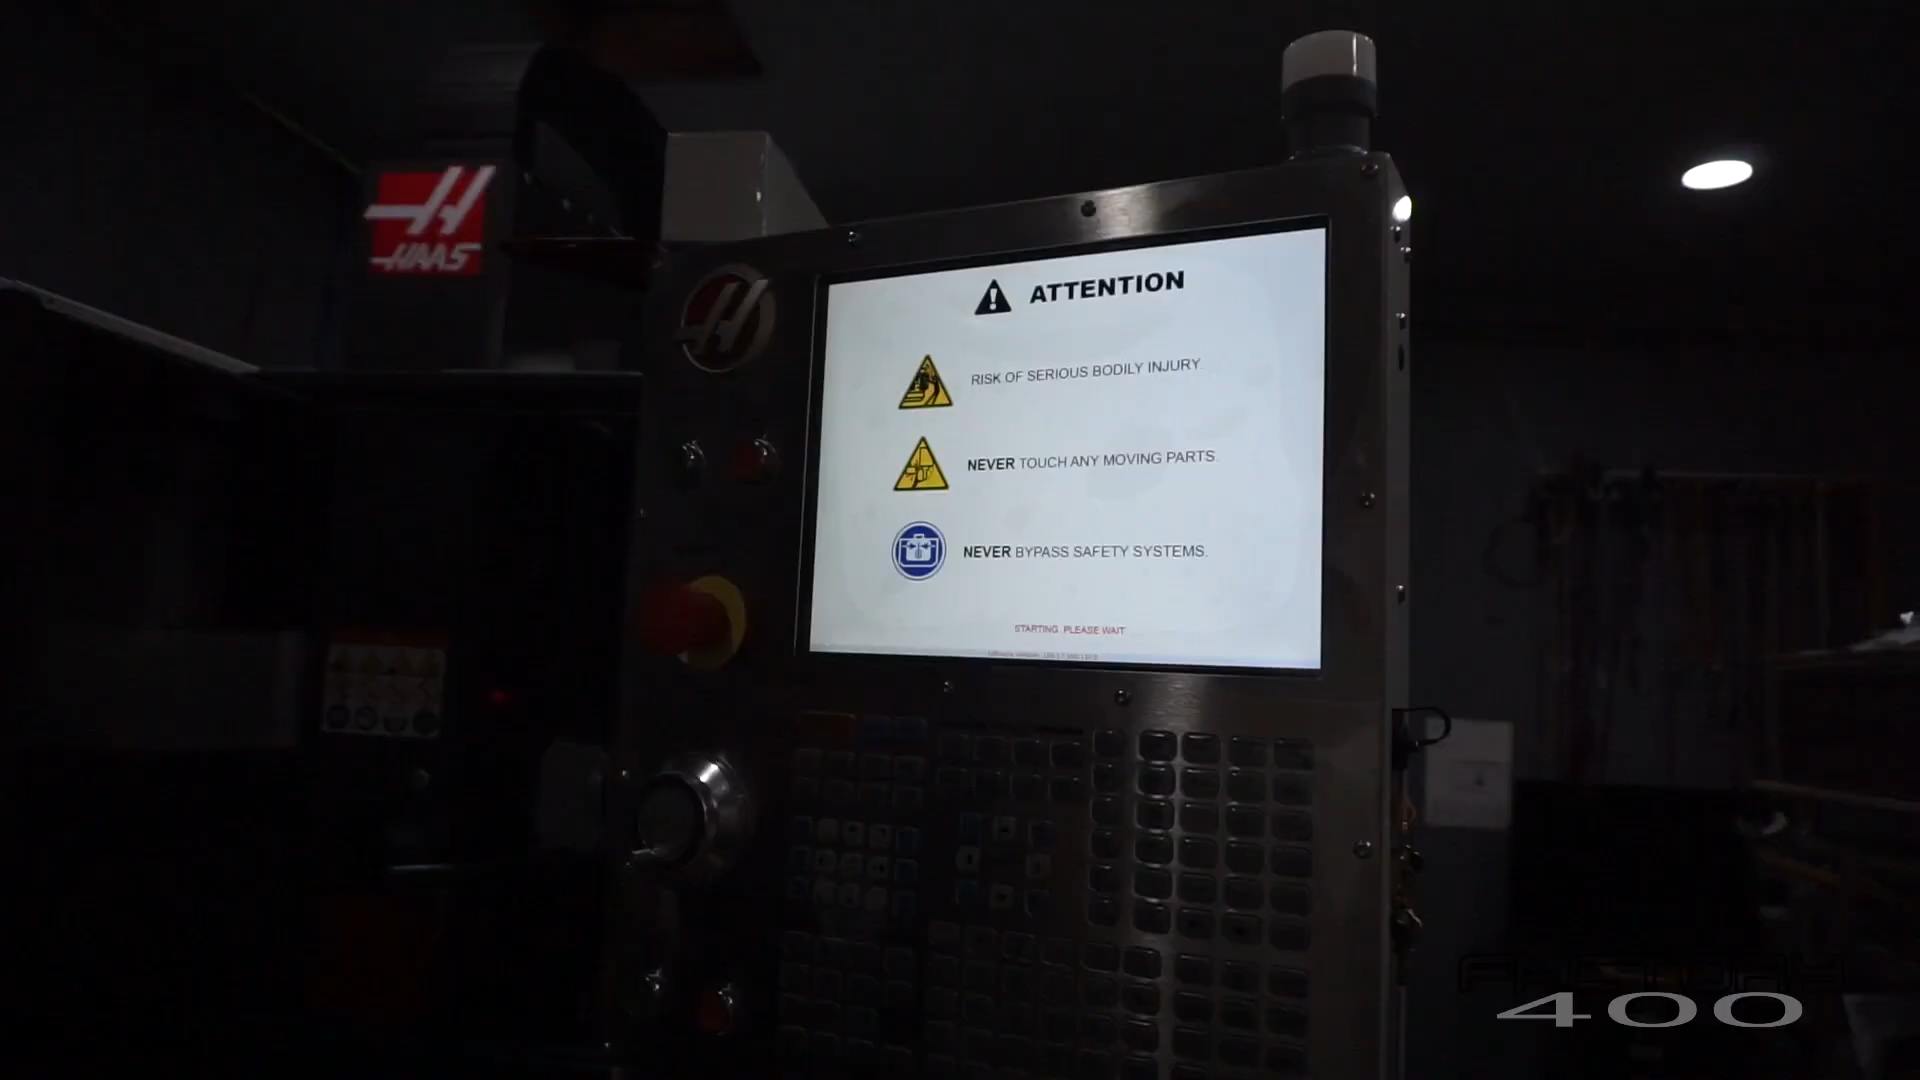 HAAS
ATTENTION
RISK OF SERIOUS BODILY INJURY.
NEVER TOUCH ANY MOVING PARTS.
NEVER BYPASS SAFETY SYSTEMS.
STARTING. PLEASE WAIT
FACTORY
400